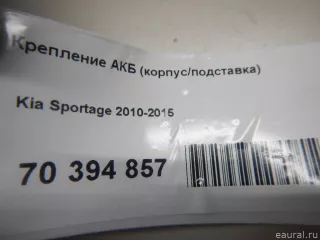 Крепление АКБ (корпус/подставка)
Kia Sportage 2010-2015
70 394 857
eaural.ru